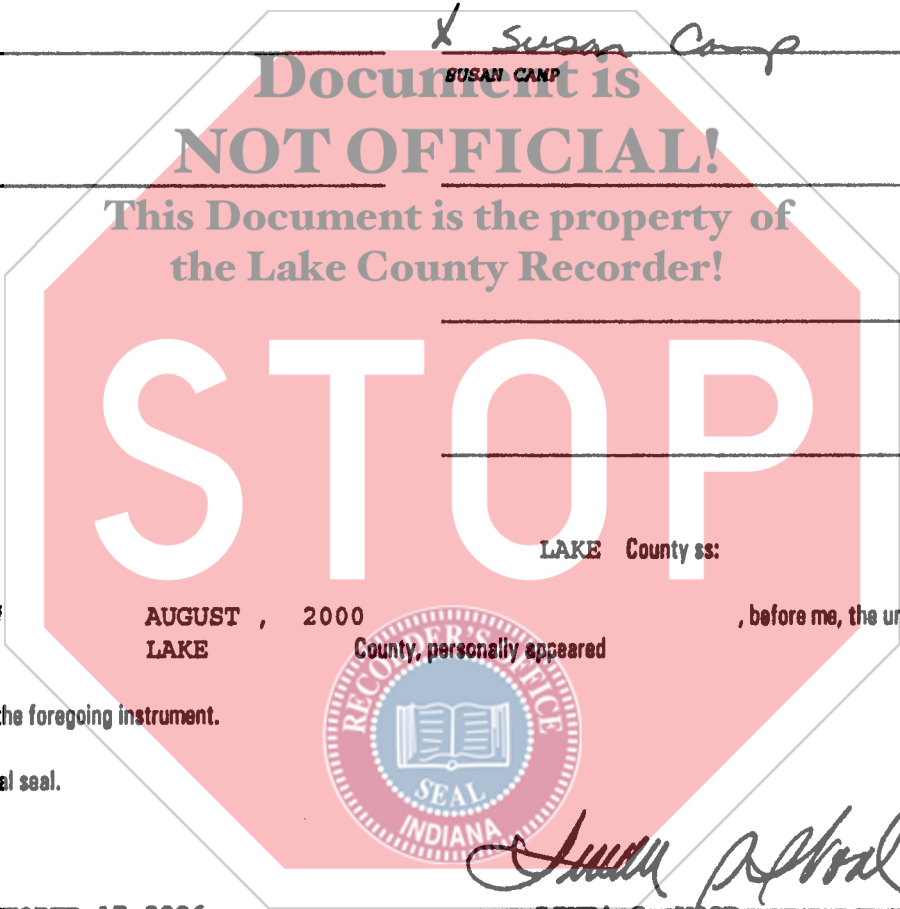 X Susan Camp
SUSAN CAMP
Document is
NOT OFFICIAL!
This Document is the property of
the Lake County Recorder!
STOP
LAKE County ss:
AUGUST , 2000 , before me, the un
LAKE County, personally appeared
the foregoing instrument.
al seal.
RECORDER'S OFFICE
SEAL
INDIANA